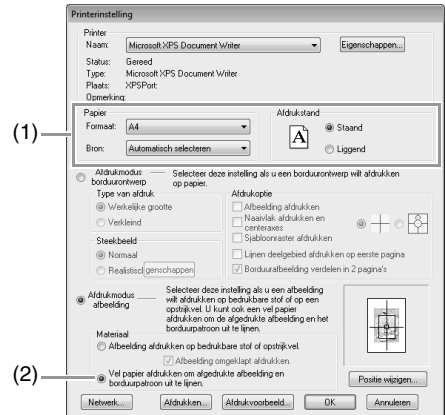 Printerinstelling
Printer
Naam: Microsoft XPS Document Writer Eigenschappen...
Status: Gereed
Type: Microsoft XPS Document Writer
Plaats: XPSPort:
Opmerking:
(1)
Papier
Formaat: A4
Bron: Automatisch selecteren
Afdrukstand
A
Staand
Liggend
Afdrukmodus borduurontwerp
Selecteer deze instelling als u een borduurontwerp wilt afdrukken
op papier.
Type van afdruk
Werkelijke grootte
Verkleind
Steekbeeld
Normaal
Realistisch genschappen
Afdrukoptie
Afbeelding afdrukken
Naaivlak afdrukken en
centeraxes
Sjabloonraster afdrukken
Lijnen deelgebied afdrukken op eerste pagina
Borduurafbeelding verdelen in 2 pagina's
Afdrukmodus
afbeelding
Selecteer deze instelling als u een afbeelding
wilt afdrukken op bedrukbare stof of op een
opstrijkvel. U kunt ook een vel papier
afdrukken om de afgedrukte afbeelding en het
borduurpatroon uit te lijnen.
Materiaal
Afbeelding afdrukken op bedrukbare stof of opstrijkvel.
Afbeelding omgeklapt afdrukken.
(2)
Vel papier afdrukken om afgedrukte afbeelding en
borduurpatroon uit te lijnen.
Positie wijzigen...
Netwerk... Afdrukken... Afdrukvoorbeeld... OK Annuleren